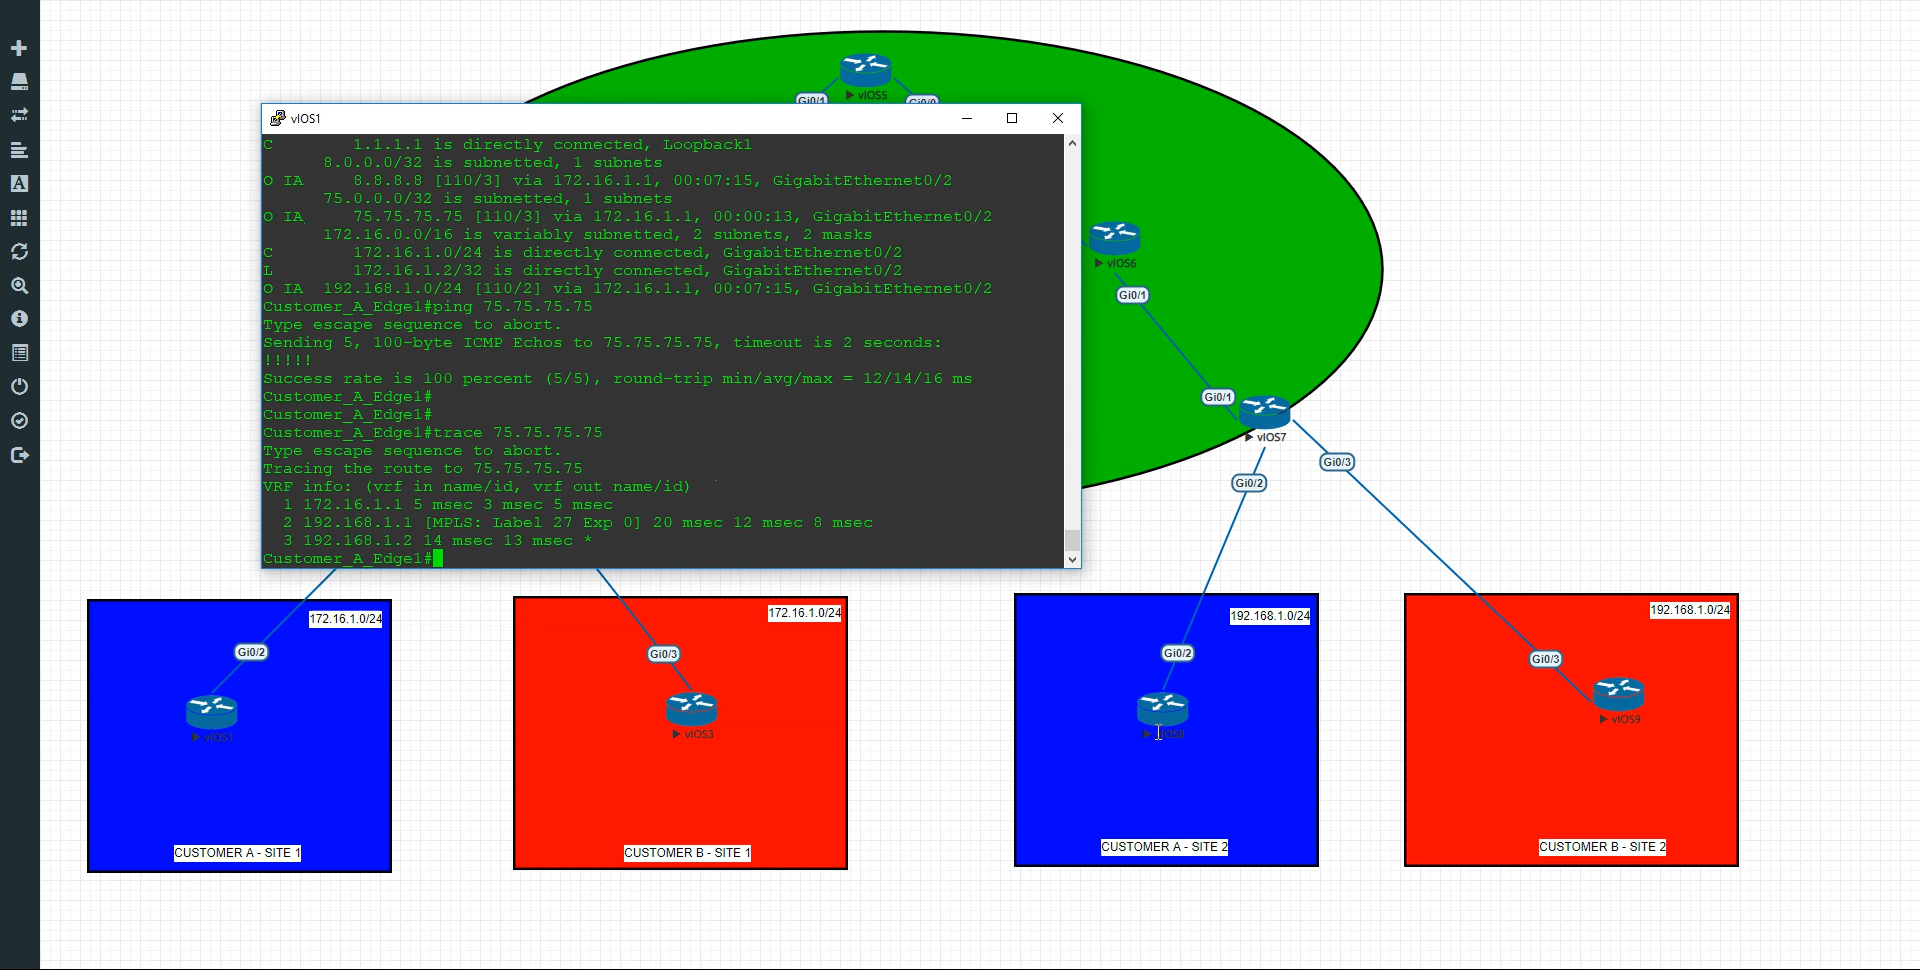 vIOS5
Gi0/1
Gi0/0
vIOS1
C 1.1.1.1 is directly connected, Loopback1
8.0.0.0/32 is subnetted, 1 subnets
O IA 8.8.8.8 [110/3] via 172.16.1.1, 00:07:15, GigabitEthernet0/2
75.0.0.0/32 is subnetted, 1 subnets
O IA 75.75.75.75 [110/3] via 172.16.1.1, 00:00:13, GigabitEthernet0/2
172.16.0.0/16 is variably subnetted, 2 subnets, 2 masks
C 172.16.1.0/24 is directly connected, GigabitEthernet0/2
L 172.16.1.2/32 is directly connected, GigabitEthernet0/2
O IA 192.168.1.0/24 [110/2] via 172.16.1.1, 00:07:15, GigabitEthernet0/2
Customer_A_Edge1#ping 75.75.75.75
Type escape sequence to abort.
Sending 5, 100-byte ICMP Echos to 75.75.75.75, timeout is 2 seconds:
!!!!!
Success rate is 100 percent (5/5), round-trip min/avg/max = 12/14/16 ms
Customer_A_Edge1#
Customer_A_Edge1#
Customer_A_Edge1#trace 75.75.75.75
Type escape sequence to abort.
Tracing the route to 75.75.75.75
VRF info: (vrf in name/id, vrf out name/id)
1 172.16.1.1 5 msec 3 msec 5 msec
2 192.168.1.1 [MPLS: Label 27 Exp 0] 20 msec 12 msec 8 msec
3 192.168.1.2 14 msec 13 msec *
Customer_A_Edge1#
vIOS6
Gi0/1
Gi0/1
vIOS7
Gi0/3
Gi0/2
172.16.1.0/24
Gi0/2
vIOS1
CUSTOMER A - SITE 1
172.16.1.0/24
Gi0/3
vIOS3
CUSTOMER B - SITE 1
192.168.1.0/24
Gi0/2
vIOS8
CUSTOMER A - SITE 2
192.168.1.0/24
Gi0/3
vIOS9
CUSTOMER B - SITE 2